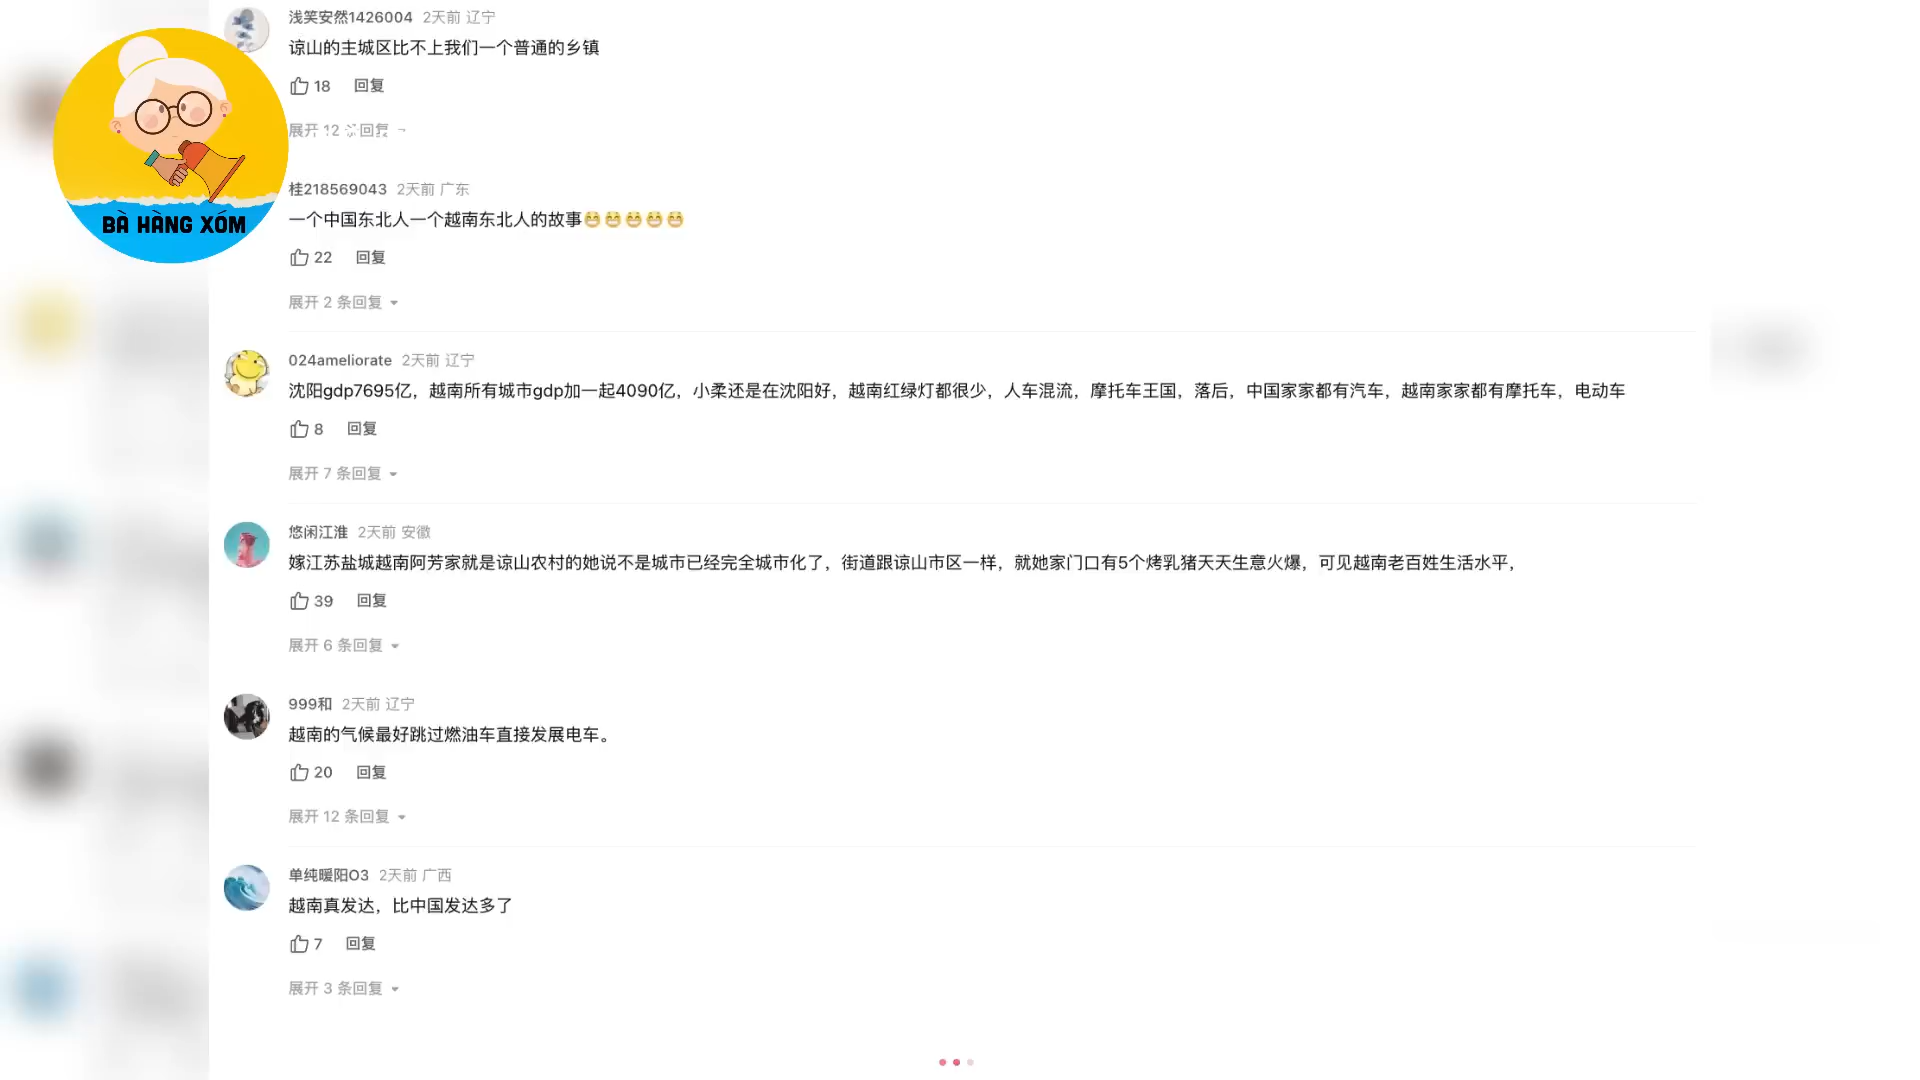 浅笑安然1426004 2天前 辽宁
谅山的主城区比不上我们一个普通的乡镇
18 回复
展开 12 条回复
BÀ HÀNG XÓM
桂218569043 2天前 广东
一个中国东北人一个越南东北人的故事😁😁😁😁😁
22 回复
展开 2 条回复
024ameliorate 2天前 辽宁
沈阳gdp7695亿，越南所有城市gdp加一起4090亿，小柔还是在沈阳好，越南红绿灯都很少，人车混流，摩托车王国，落后，中国家家都有汽车，越南家家都有摩托车，电动车
8 回复
展开 7 条回复
悠闲江淮 2天前 安徽
嫁江苏盐城越南阿芳家就是谅山农村的她说不是城市已经完全城市化了，街道跟谅山市区一样，就她家门口有5个烤乳猪天天生意火爆，可见越南老百姓生活水平，
39 回复
展开 6 条回复
999和 2天前 辽宁
越南的气候最好跳过燃油车直接发展电车。
20 回复
展开 12 条回复
单纯暖阳O3 2天前 广西
越南真发达，比中国发达多了
7 回复
展开 3 条回复